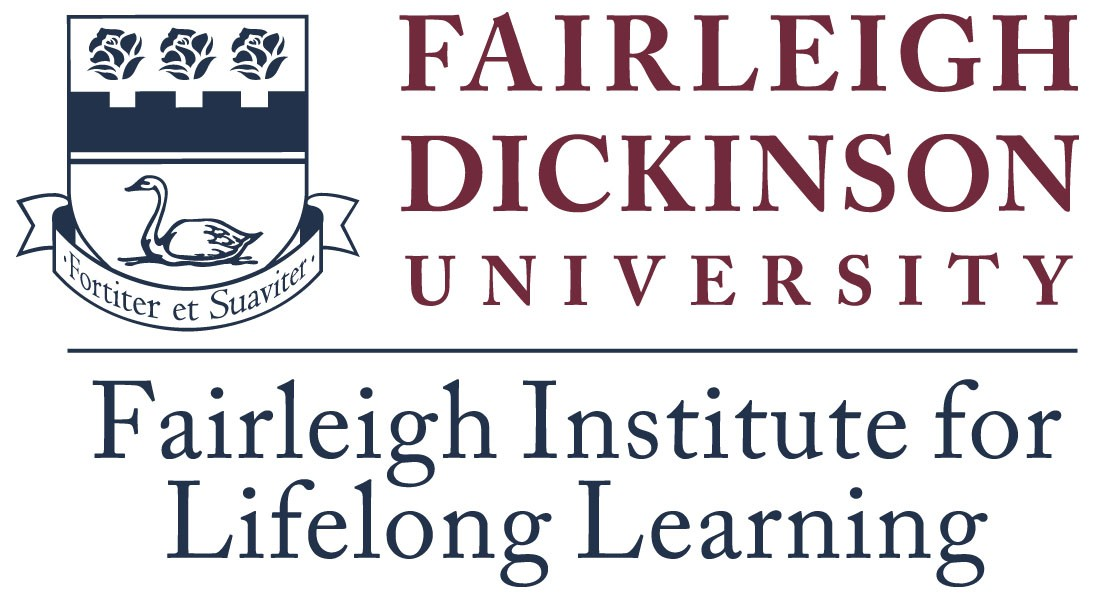 FAIRLEIGH
DICKINSON
UNIVERSITY
·Fortiter et Suaviter·
Fairleigh Institute for
Lifelong Learning